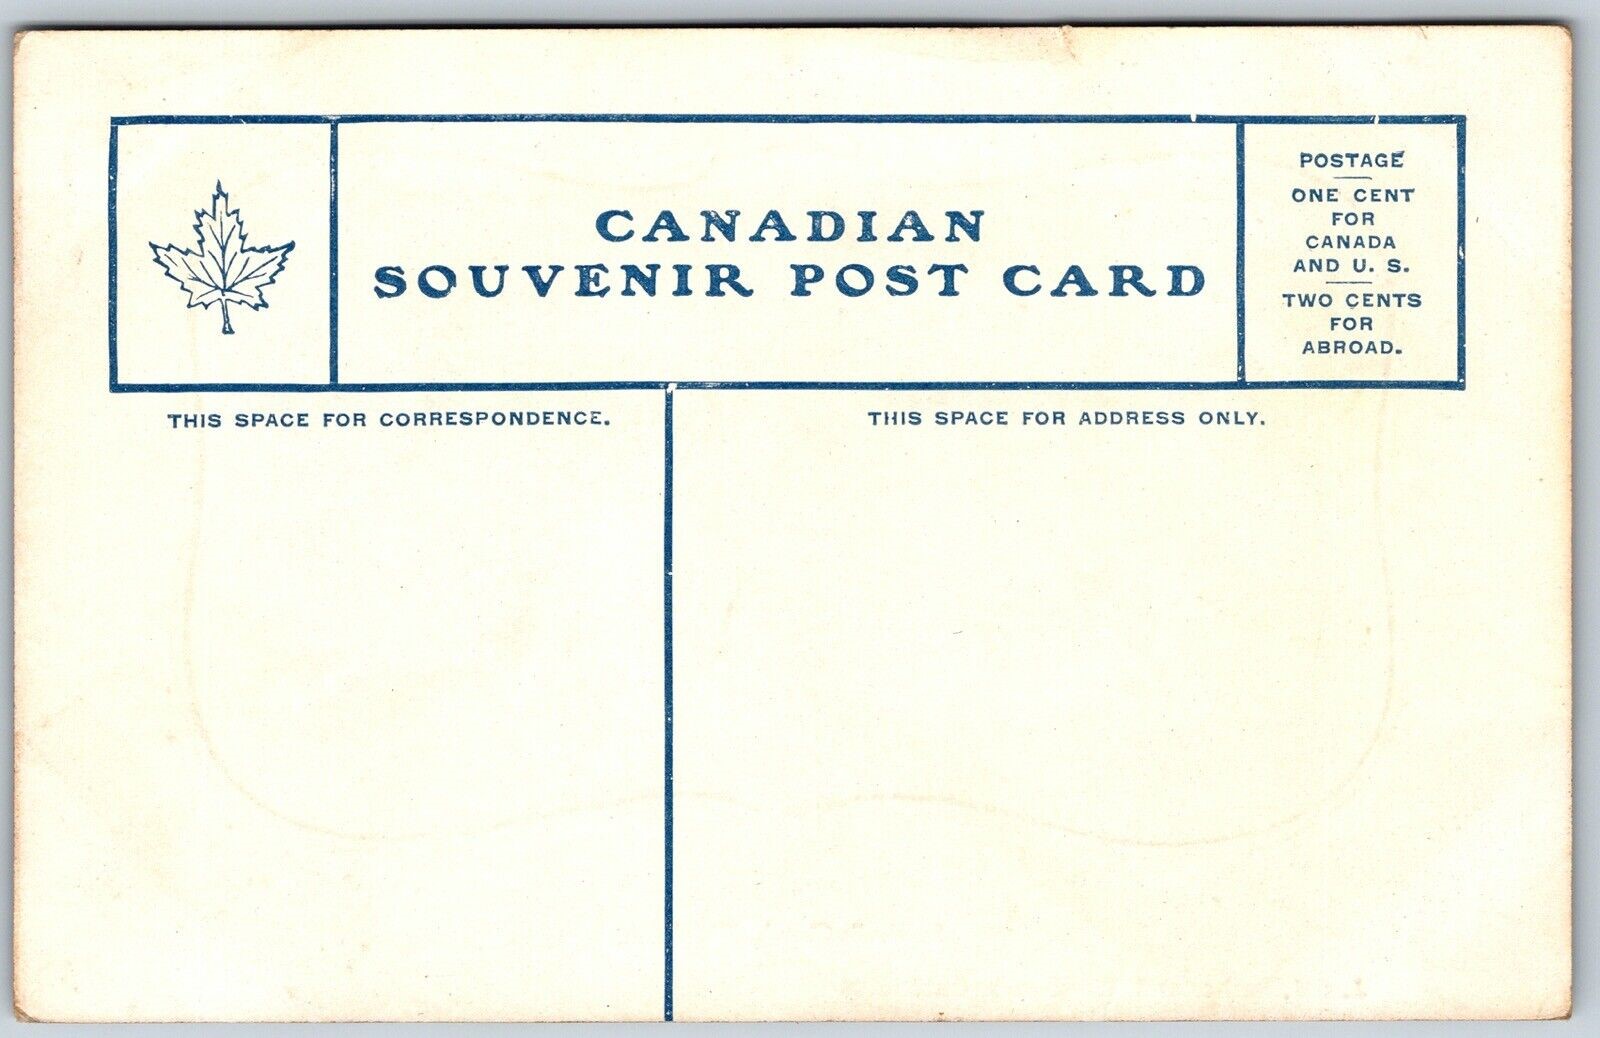 CANADIAN
SOUVENIR POST CARD
POSTAGE
ONE CENT
FOR
CANADA
AND U. S.
TWO CENTS
FOR
ABROAD.
THIS SPACE FOR CORRESPONDENCE.
THIS SPACE FOR ADDRESS ONLY.